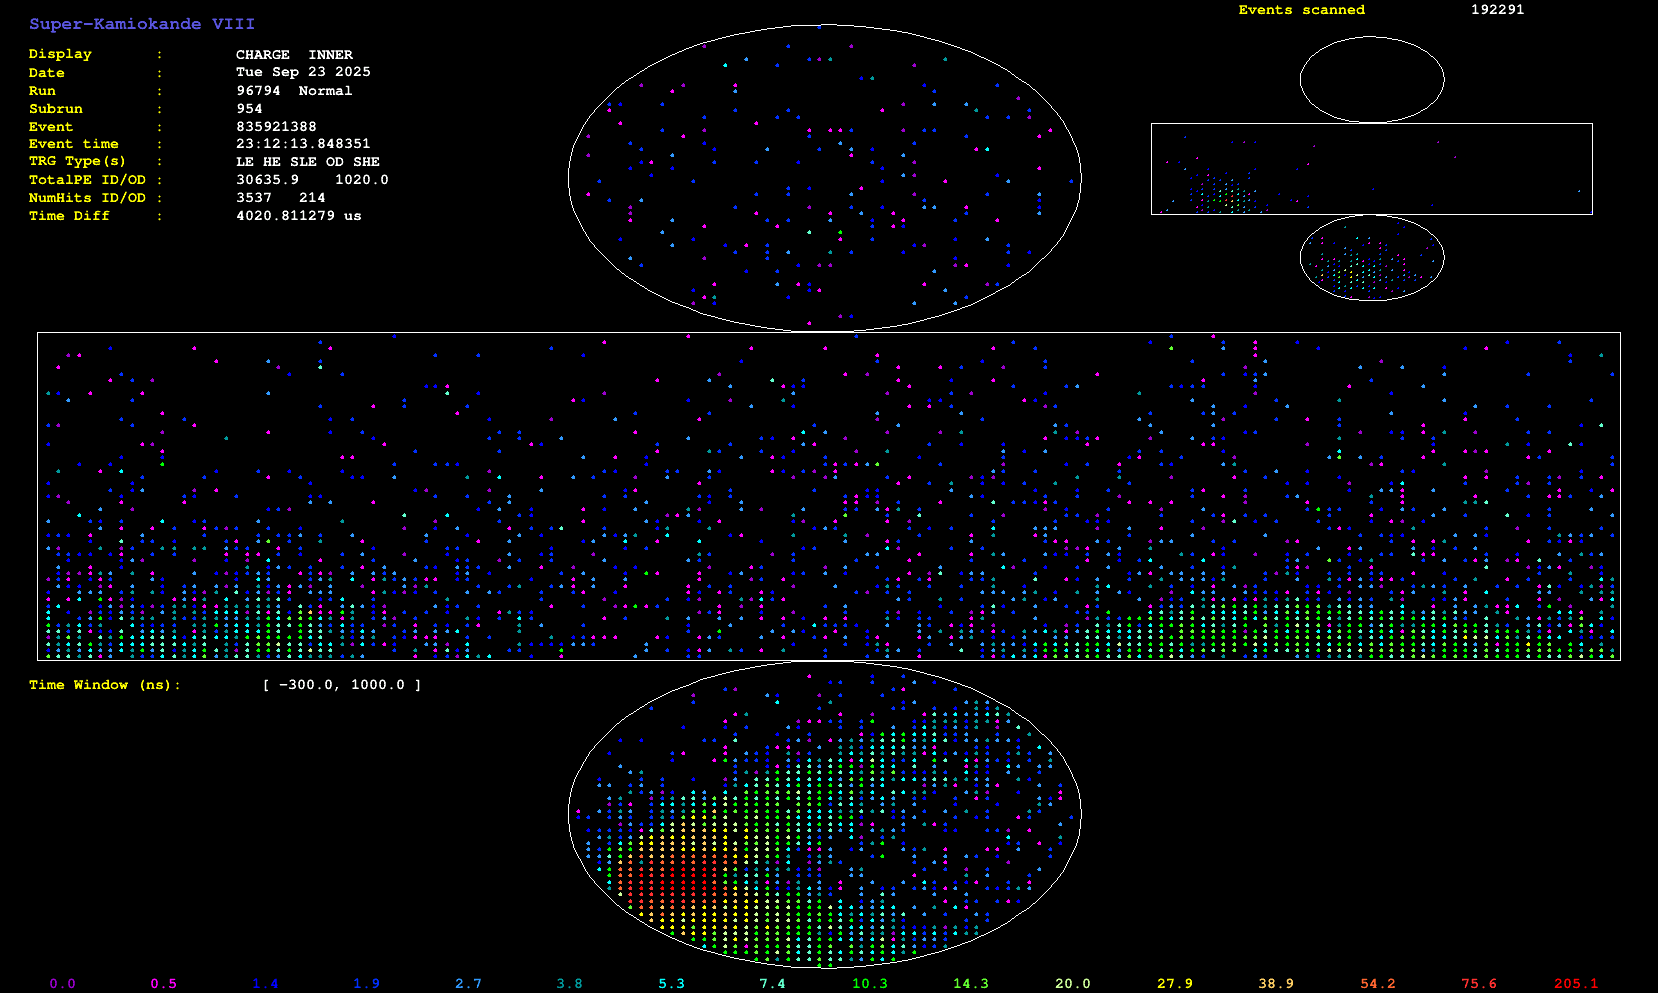 Super-Kamiokande VIII
Events scanned 192291
Display : CHARGE INNER
Date : Tue Sep 23 2025
Run : 96794 Normal
Subrun : 954
Event : 835921388
Event time : 23:12:13.848351
TRG Type(s) : LE HE SLE OD SHE
TotalPE ID/OD : 30635.9 1020.0
NumHits ID/OD : 3537 214
Time Diff : 4020.811279 us
Time Window (ns): [ -300.0, 1000.0 ]
0.0 0.5 1.4 1.9 2.7 3.8 5.3 7.4 10.3 14.3 20.0 27.9 38.9 54.2 75.6 205.1